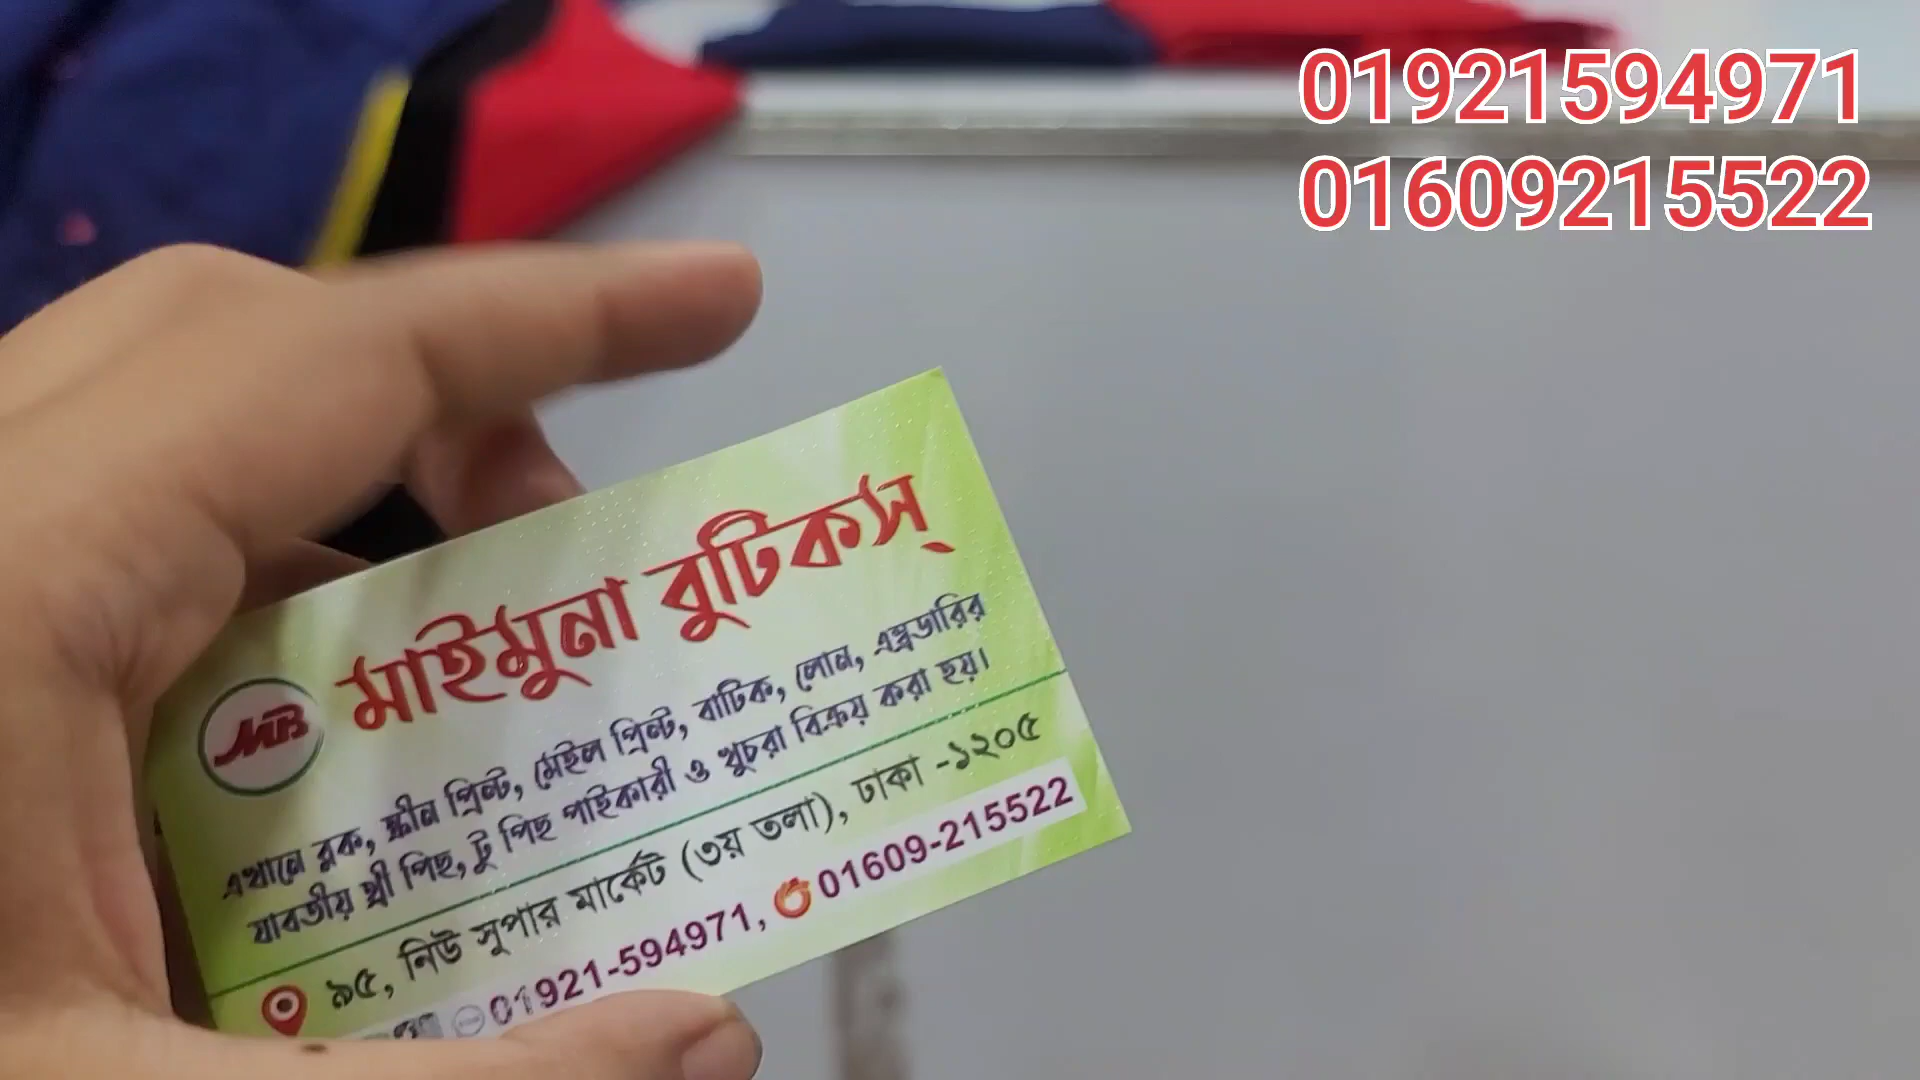 01921594971
01609215522
মাইমুনা বুটিকস্
MB
এখানে ব্লক, স্ক্রীন প্রিন্ট, মেইল প্রিন্ট, বাটিক, লোন, এম্ব্রডারির
যাবতীয় থ্রী পিছ, টু পিছ পাইকারী ও খুচরা বিক্রয় করা হয়।
৯৫, নিউ সুপার মার্কেট (৩য় তলা), ঢাকা -১২০৫
01921-594971, 01609-215522